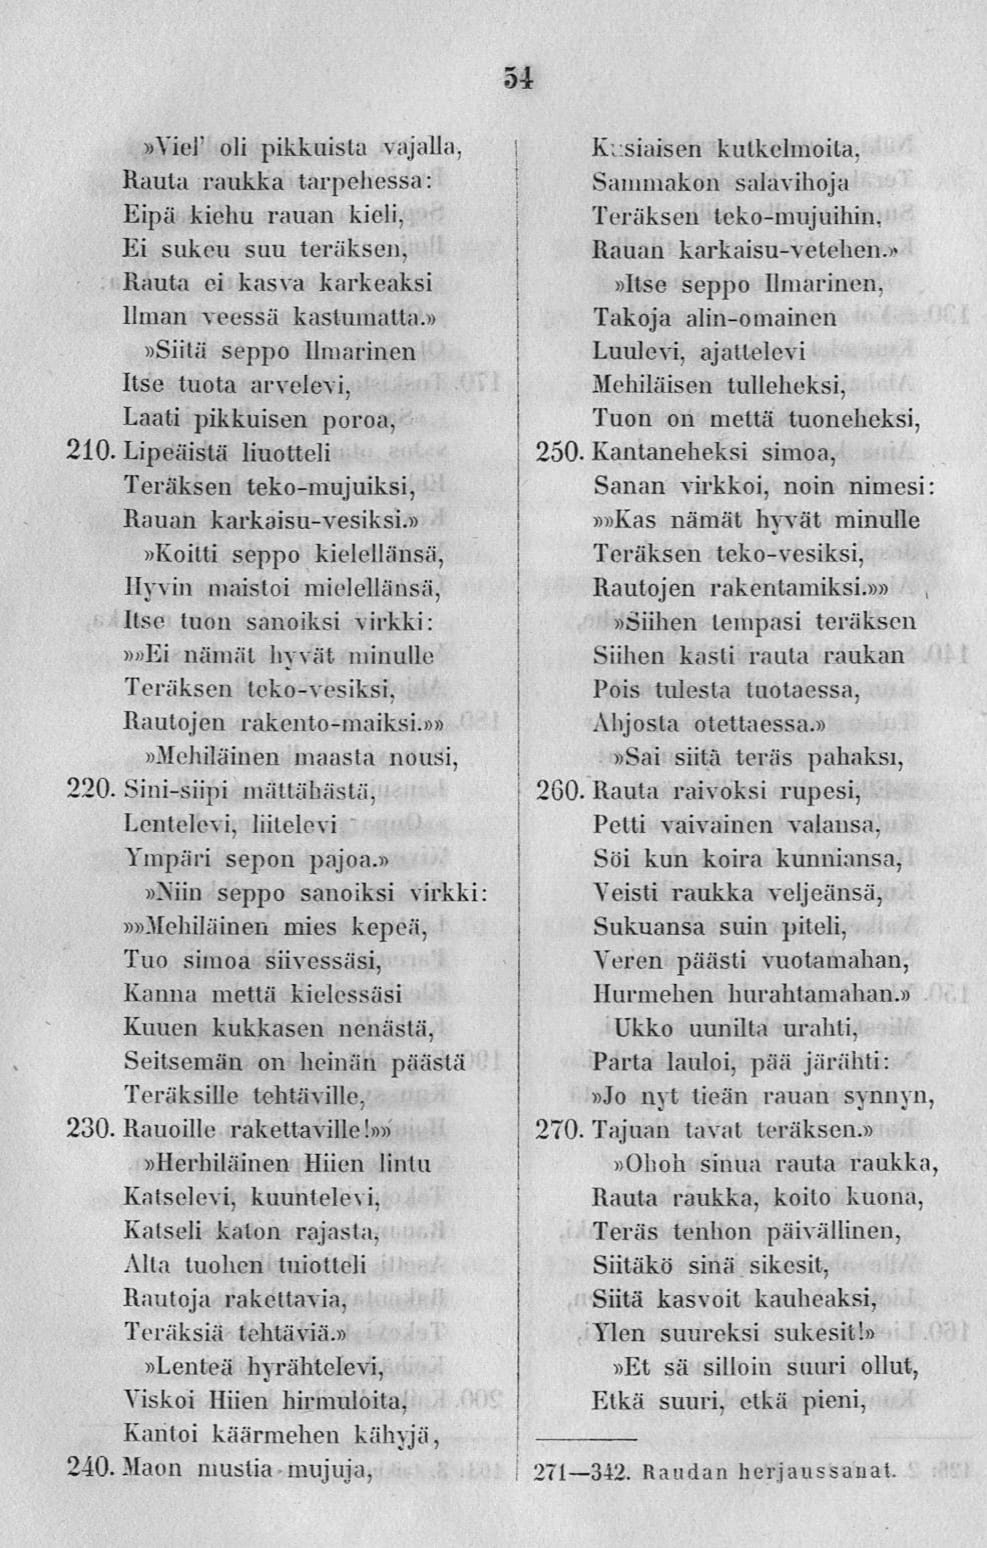 54
»Viel' oli pikkuista vajalla,
Rauta raukka tarpehessa:
Eipä kiehu rauan kieli,
Ei sukeu suu teräksen,
Rauta ei kasva karkeaksi
Ilman veessä kastumatta.»
»Siitä seppo Ilmarinen
Itse tuota arvelevi,
Laati pikkuisen poroa,
210. Lipeäistä liuotteli
Teräksen teko-mujuiksi,
Rauan karkaisu-vesiksi.»
»Koitti seppo kielellänsä,
Hyvin maistoi mielellänsä,
Itse tuon sanoiksi virkki:
»»Ei nämät hyvät minulle
Teräksen teko-vesiksi,
Rautojen rakento-maiksi.»»
»Mehiläinen maasta nousi,
220. Sini-siipi mättähästä,
Lentelevi, liitelevi
Ympäri sepon pajoa.»
»Niin seppo sanoiksi virkki:
»»Mehiläinen mies kepeä,
Tuo simoa siivessäsi,
Kanna mettä kielessäsi
Kuuen kukkasen nenästä,
Seitsemän on heinän päästä
Teräksille tehtäville,
230. Rauoille rakettaville!»»
»Herhiläinen Hiien lintu
Katselevi, kuuntelevi,
Katseli katon rajasta,
Alta tuohen tuiotteli
Rautoja rakettavia,
Teräksiä tehtäviä.»
»Lenteä hyrähtelevi,
Viskoi Hiien hirmuloita,
Kantoi käärmehen kähyjä,
240. Maon mustia mujuja,
Kusiaisen kutkelmoita,
Sammakon salavihoja
Teräksen teko-mujuihin,
Rauan karkaisu-vetehen.»
»Itse seppo Ilmarinen,
Takoja alin-omainen
Luulevi, ajattelevi
Mehiläisen tulleheksi,
Tuon on mettä tuoneheksi,
250. Kantaneheksi simoa,
Sanan virkkoi, noin nimesi:
»»Kas nämät hyvät minulle
Teräksen teko-vesiksi,
Rautojen rakentamiksi.»»
»Siihen tempasi teräksen
Siihen kasti rauta raukan
Pois tulesta tuotaessa,
Ahjosta otettaessa.»
»Sai siitä teräs pahaksi,
260. Rauta raivoksi rupesi,
Petti vaivainen valansa,
Söi kun koira kunniansa,
Veisti raukka veljeänsä,
Sukuansa suin piteli,
Veren päästi vuotamahan,
Hurmehen hurahtamahan.»
Ukko uunilta urahti,
Parta lauloi, pää järähti:
»Jo nyt tieän rauan synnyn,
270. Tajuan tavat teräksen.»
»Ohoh sinua rauta raukka,
Rauta raukka, koito kuona,
Teräs tenhon päivällinen,
Siitäkö sinä sikesit,
Siitä kasvoit kauheaksi,
Ylen suureksi sukesit!»
»Et sä silloin suuri ollut,
Etkä suuri, etkä pieni,
271—342. Raudan herjaussanat.